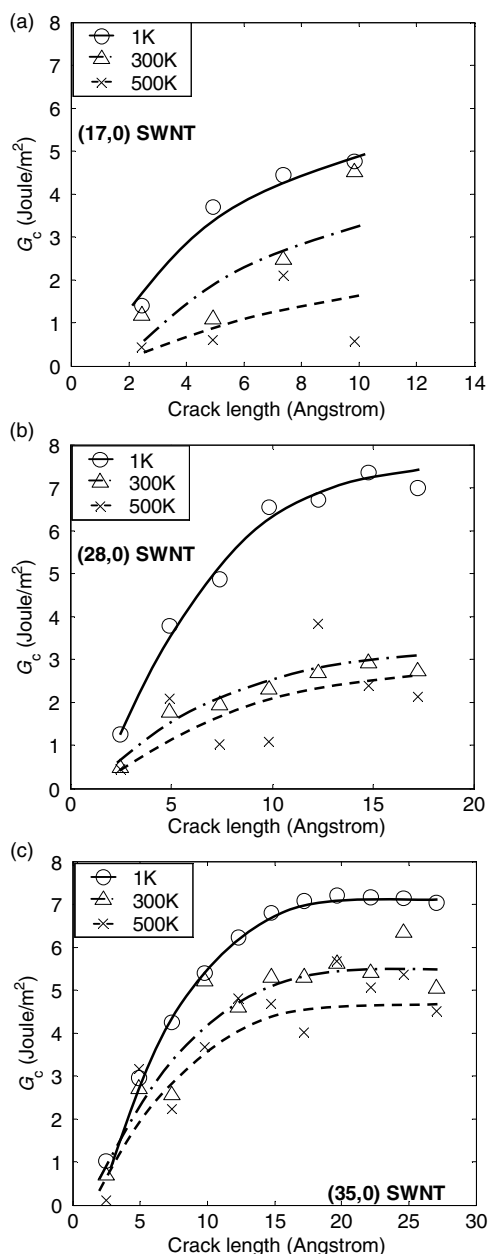 (a)
8
7
6
5
4
3
2
1
0
1K
300K
500K
(17,0) SWNT
Gc (Joule/m²)
0 2 4 6 8 10 12 14
Crack length (Angstrom)
(b)
8
7
6
5
4
3
2
1
0
1K
300K
500K
(28,0) SWNT
Gc (Joule/m²)
0 5 10 15 20
Crack length (Angstrom)
(c)
8
7
6
5
4
3
2
1
0
1K
300K
500K
Gc (Joule/m²)
(35,0) SWNT
0 5 10 15 20 25 30
Crack length (Angstrom)